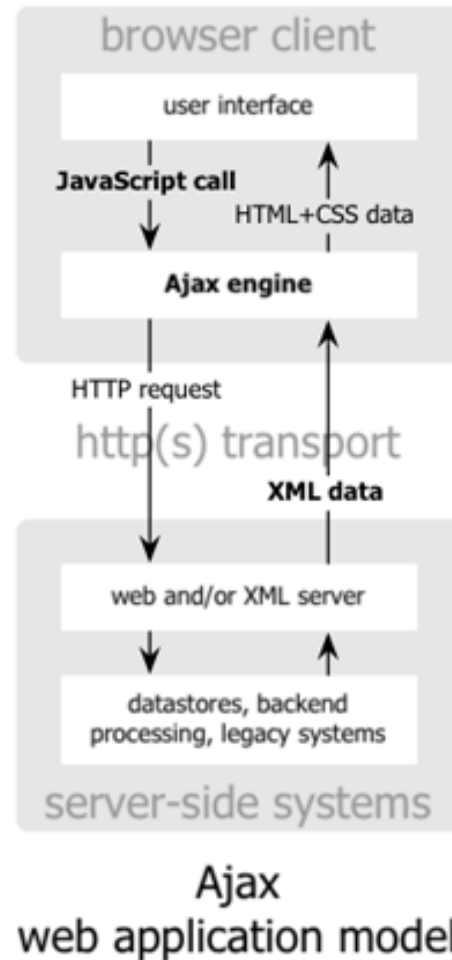 browser client
user interface
JavaScript call
HTML+CSS data
Ajax engine
HTTP request
http(s) transport
XML data
web and/or XML server
datastores, backend
processing, legacy systems
server-side systems
Ajax
web application model